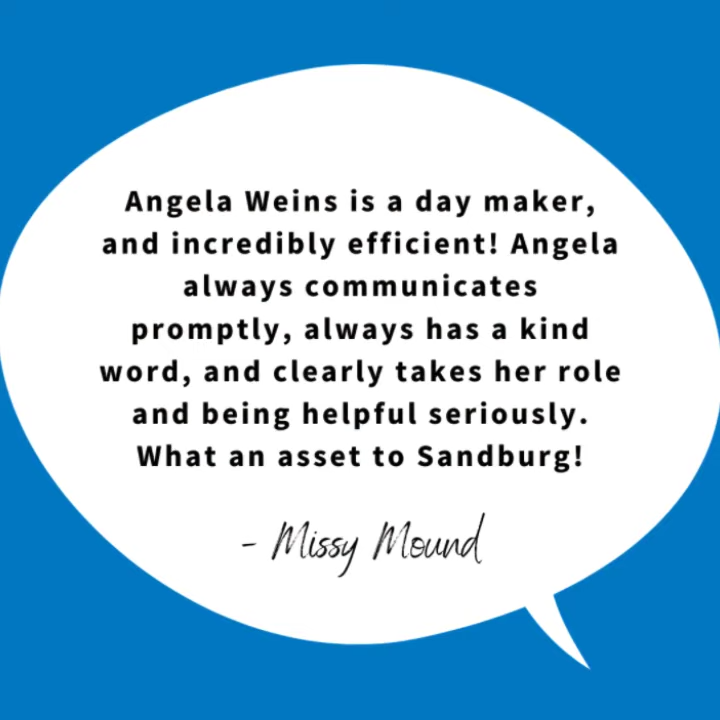 Angela Weins is a day maker,
and incredibly efficient! Angela
always communicates
promptly, always has a kind
word, and clearly takes her role
and being helpful seriously.
What an asset to Sandburg!
- Missy Mound